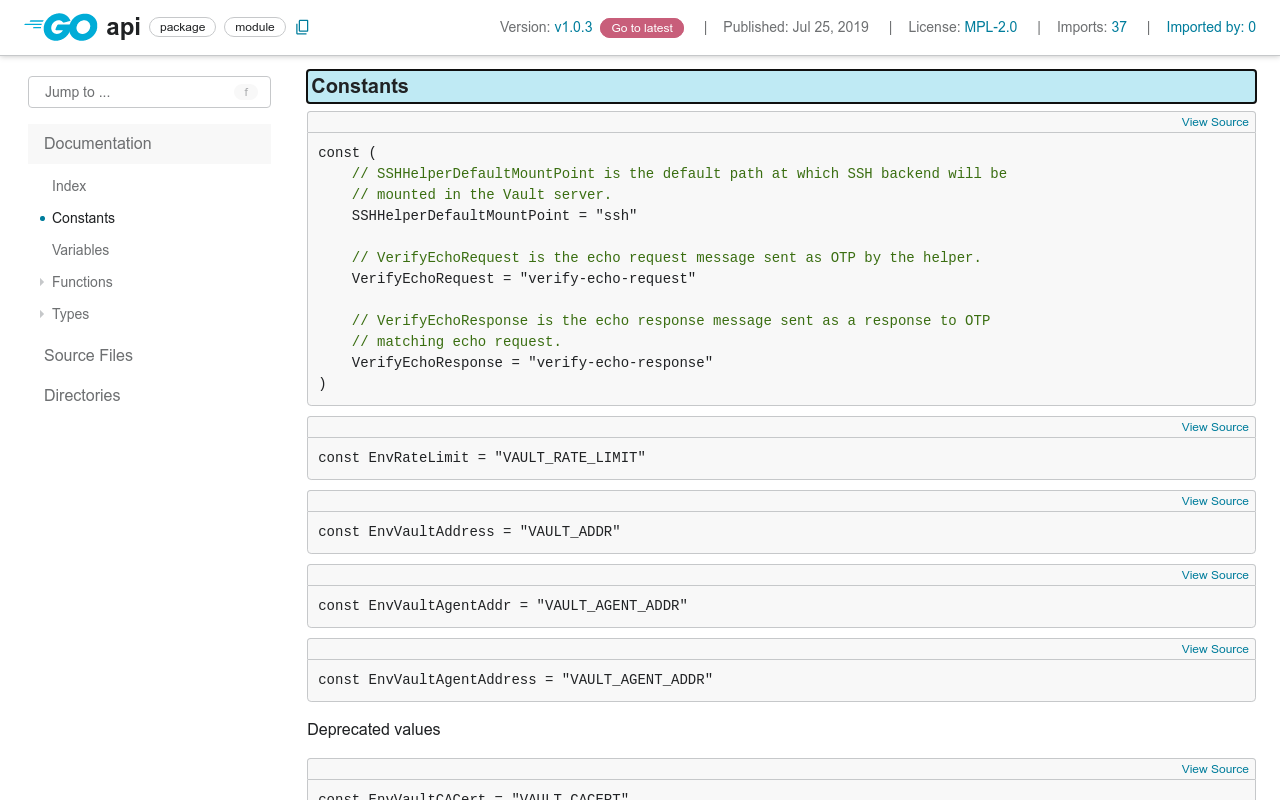 GO api package module Version: v1.0.3 Go to latest | Published: Jul 25, 2019 | License: MPL-2.0 | Imports: 37 | Imported by: 0
Jump to ... f
Documentation
Index
Constants
Variables
Functions
Types
Source Files
Directories
Constants
View Source
const (
// SSHHelperDefaultMountPoint is the default path at which SSH backend will be
// mounted in the Vault server.
SSHHelperDefaultMountPoint = "ssh"
// VerifyEchoRequest is the echo request message sent as OTP by the helper.
VerifyEchoRequest = "verify-echo-request"
// VerifyEchoResponse is the echo response message sent as a response to OTP
// matching echo request.
VerifyEchoResponse = "verify-echo-response"
)
View Source
const EnvRateLimit = "VAULT_RATE_LIMIT"
View Source
const EnvVaultAddress = "VAULT_ADDR"
View Source
const EnvVaultAgentAddr = "VAULT_AGENT_ADDR"
View Source
const EnvVaultAgentAddress = "VAULT_AGENT_ADDR"
Deprecated values
View Source
const EnvVaultCACert = "VAULT_CACERT"